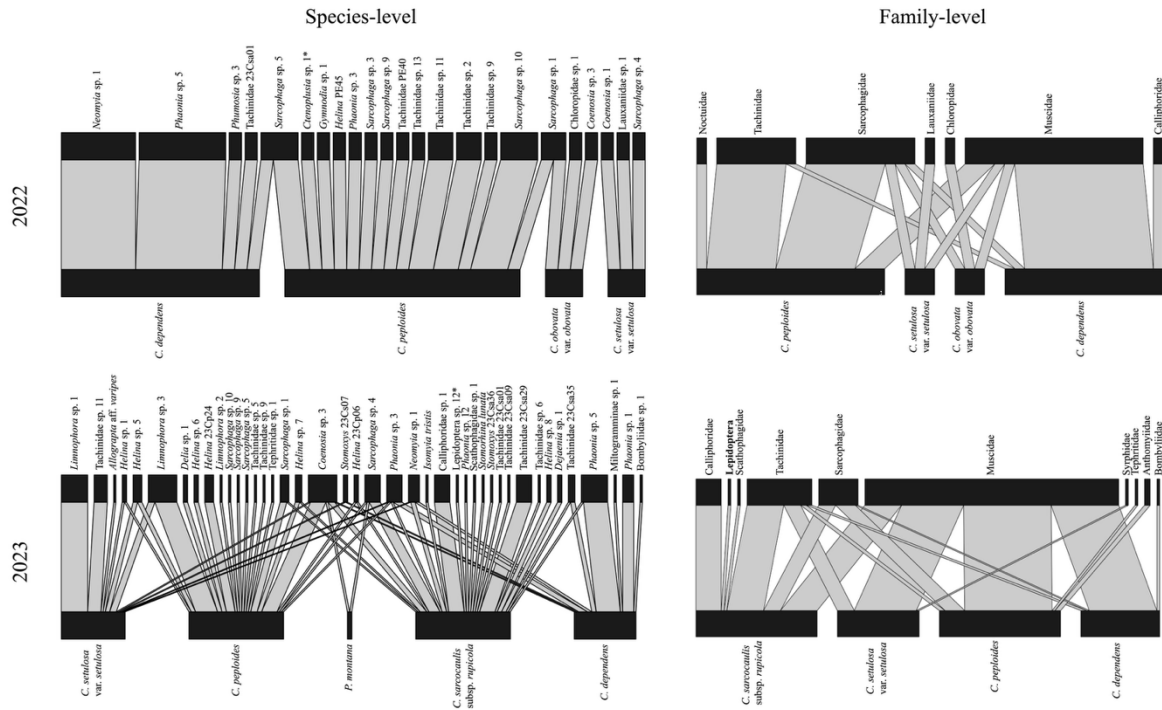 Species-level
Family-level
2022
Neomyia sp. 1
Phaonia sp. 5
Phumosia sp. 3
Tachinidae 23Csa01
Sarcophaga sp. 5
Ctenoplusia sp. 1*
Gymnodia sp. 1
Helina PE45
Phaonia sp. 3
Sarcophaga sp. 3
Sarcophaga sp. 9
Tachinidae PE40
Tachinidae sp. 13
Tachinidae sp. 11
Tachinidae sp. 2
Tachinidae sp. 9
Sarcophaga sp. 10
Sarcophaga sp. 1
Chloropidae sp. 1
Coenosia sp. 3
Coenosia sp. 1
Lauxaniidae sp. 1
Sarcophaga sp. 4
C. dependens
C. peploides
C. obovata
var. obovata
C. setulosa
var. setulosa
Noctuidae
Tachinidae
Sarcophagidae
Lauxaniidae
Chloropidae
Muscidae
Calliphoridae
C. peploides
C. setulosa
var. setulosa
C. obovata
var. obovata
C. dependens
2023
Limnophora sp. 1
Tachinidae sp. 11
Allograpta aff. varipes
Helina sp. 1
Helina sp. 5
Limnophora sp. 3
Delia sp. 1
Helina sp. 6
Helina 23Cp24
Limnophora sp. 2
Sarcophaga sp. 10
Sarcophaga sp. 9
Sarcophaga sp. 5
Tachinidae sp. 5
Tachinidae sp. 9
Tephritidae sp. 1
Sarcophaga sp. 1
Helina sp. 7
Coenosia sp. 3
Stomoxys 23Cs07
Helina 23Cp06
Sarcophaga sp. 4
Phaonia sp. 3
Neomyia sp. 1
Isomyia tristis
Calliphoridae sp. 1
Lepidoptera sp. 12*
Phaonia sp. 12
Scathophagidae sp. 1
Stomorhina lunata
Stomoxys 23Csa36
Tachinidae 23Csa01
Tachinidae 23Csa09
Tachinidae 23Csa29
Tachinidae sp. 6
Helina sp. 8
Dejeania sp. 1
Tachinidae 23Csa35
Phaonia sp. 5
Miltogramminae sp. 1
Phaonia sp. 1
Bombyliidae sp. 1
C. setulosa
var. setulosa
C. peploides
P. montana
C. sarcocaulis
subsp. rupicola
C. dependens
Calliphoridae
Lepidoptera
Scathophagidae
Tachinidae
Sarcophagidae
Muscidae
Syrphidae
Tephritidae
Anthomyiidae
Bombyliidae
C. sarcocaulis
subsp. rupicola
C. setulosa
var. setulosa
C. peploides
C. dependens